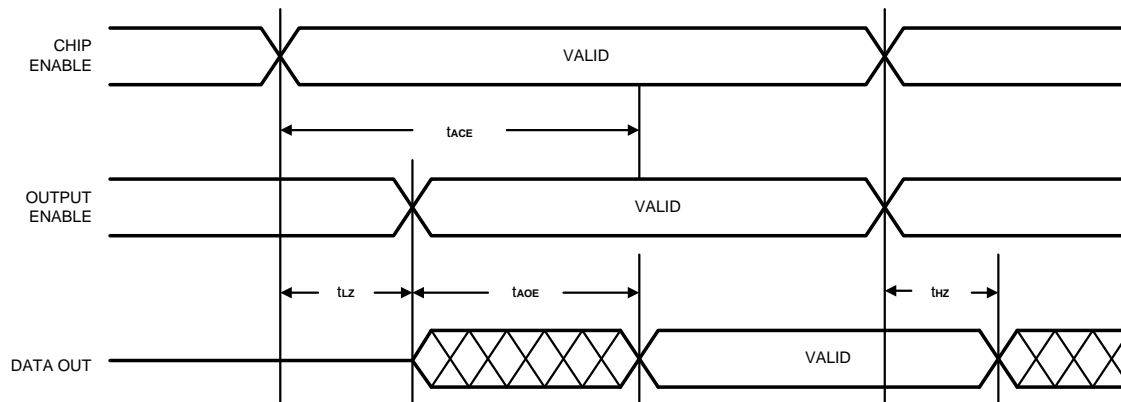 CHIP
ENABLE
VALID
tACE
OUTPUT
ENABLE
VALID
tLZ
tAOE
tHZ
DATA OUT
VALID